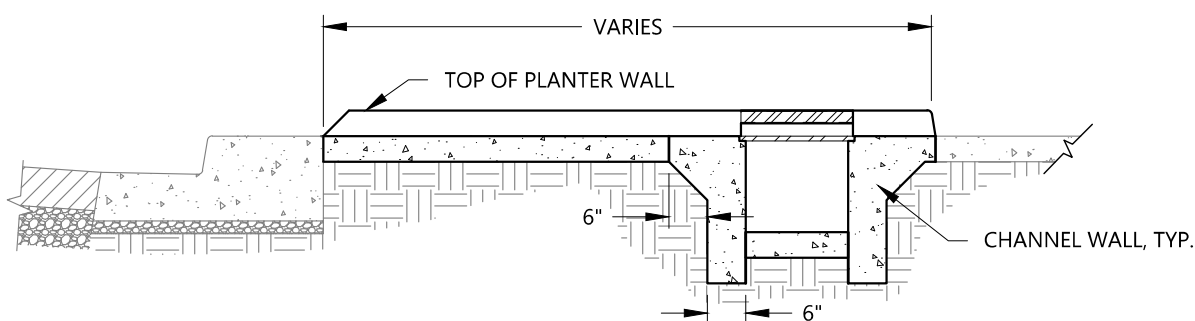 VARIES
TOP OF PLANTER WALL
6"
CHANNEL WALL, TYP.
6"